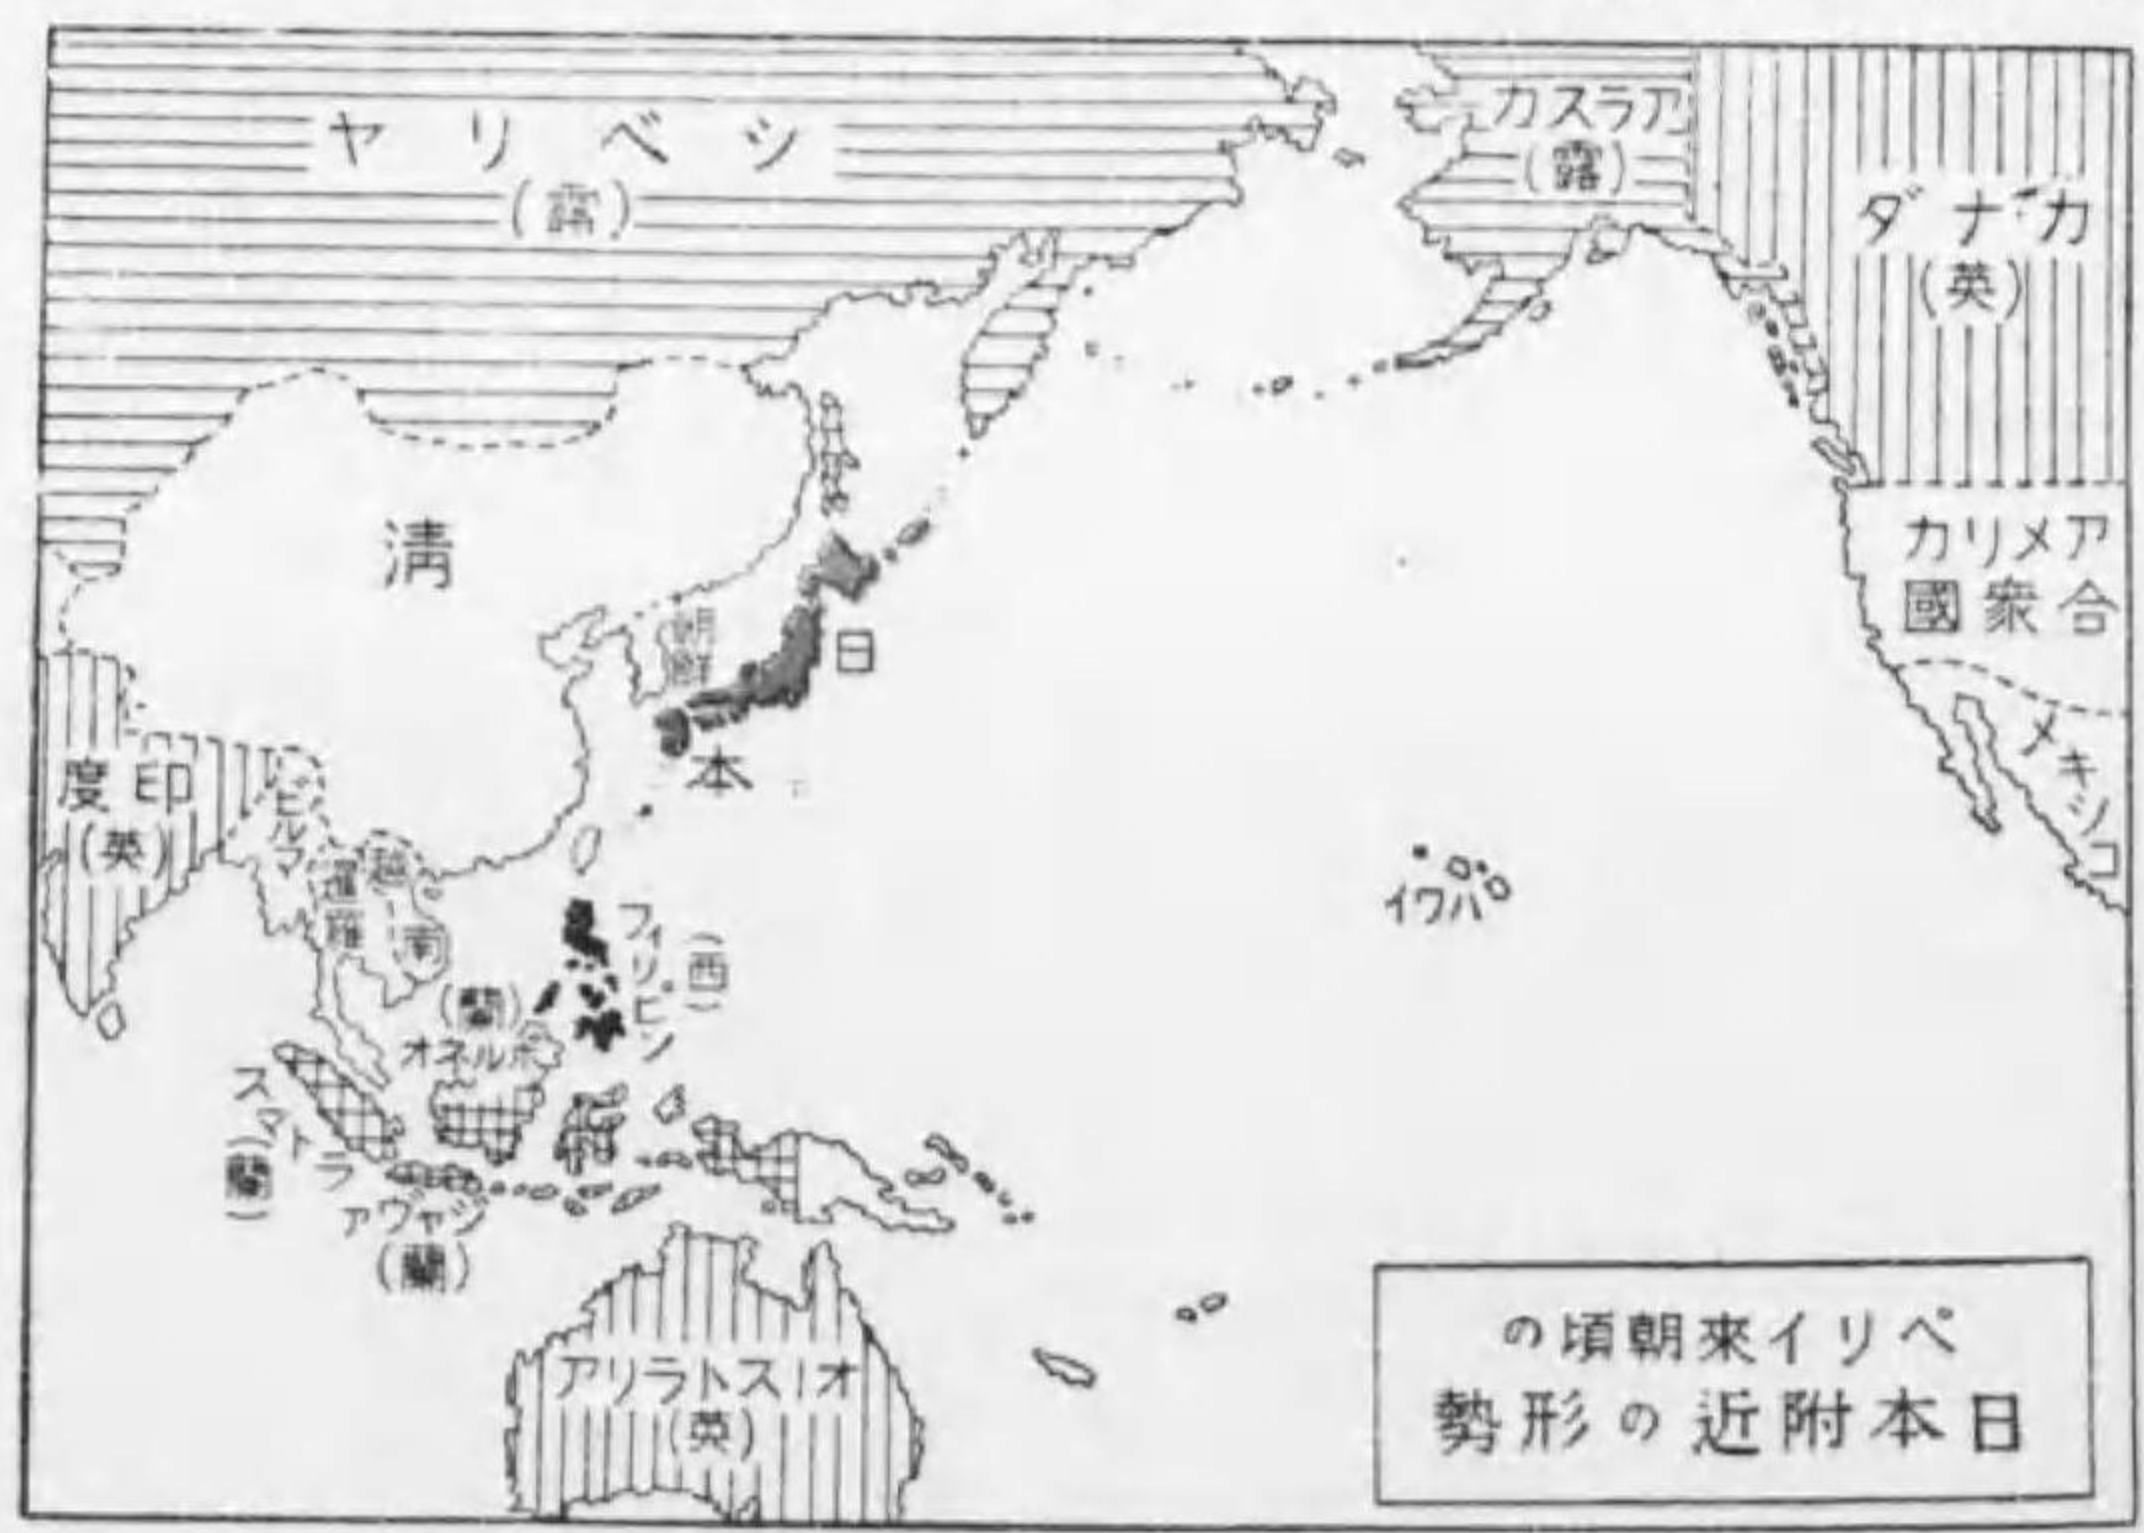 シベリヤ
(露)
アラスカ
(露)
カナダ
(英)
清
アメリカ
合衆國
メキシコ
朝鮮
日本
印度
(英)
ビルマ
暹羅
越南
フィリピン
(西)
ハワイ
(蘭)
ボルネオ
スマトラ
(蘭)
ジャヴァ
(蘭)
オーストラリア
(英)
ペリイ來朝頃の
日本附近の形勢